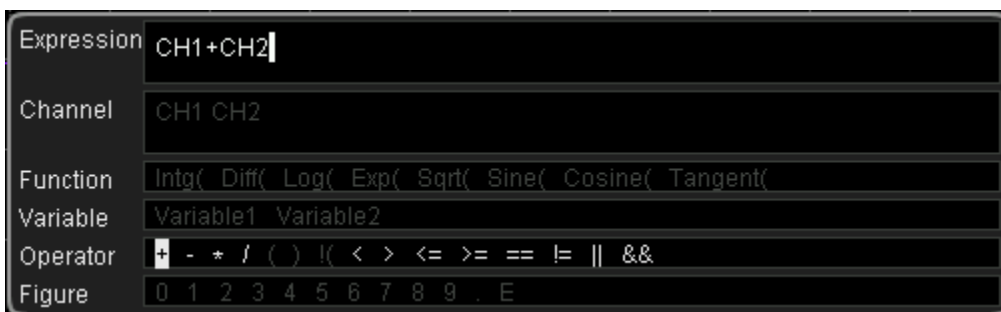 Expression CH1+CH2
Channel CH1 CH2
Function Intg( Diff( Log( Exp( Sqrt( Sine( Cosine( Tangent(
Variable Variable1 Variable2
Operator + - * / ( ) !( < > <= >= == != || &&
Figure 0 1 2 3 4 5 6 7 8 9 . E